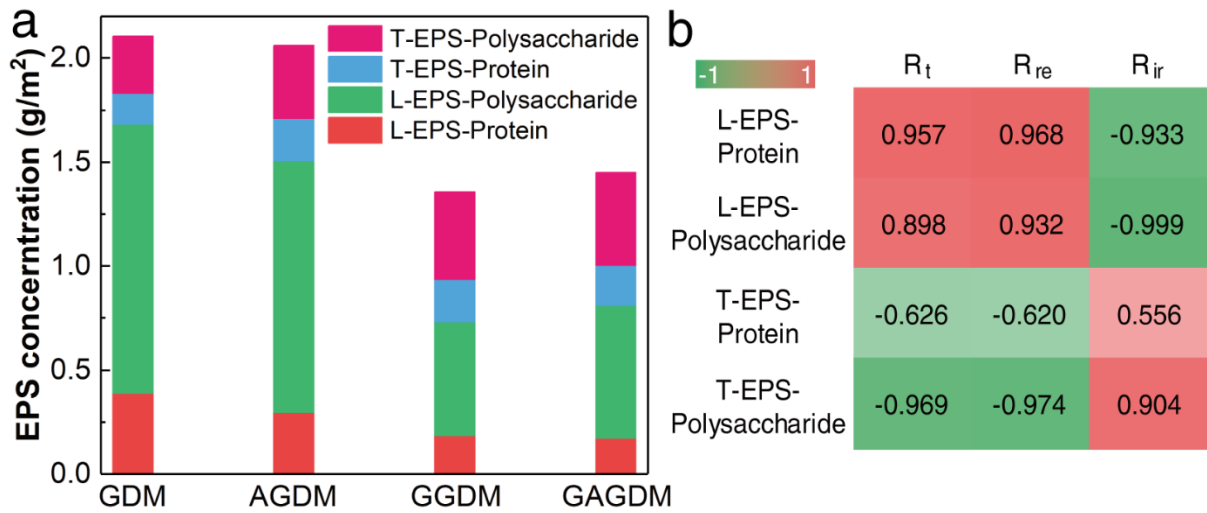 a
EPS concerntration (g/m²)
2.0
1.5
1.0
0.5
0.0
T-EPS-Polysaccharide
T-EPS-Protein
L-EPS-Polysaccharide
L-EPS-Protein
GDM AGDM GGDM GAGDM
b
-1 1
Rt Rre Rir
L-EPS-
Protein
0.957 0.968 -0.933
L-EPS-
Polysaccharide
0.898 0.932 -0.999
T-EPS-
Protein
-0.626 -0.620 0.556
T-EPS-
Polysaccharide
-0.969 -0.974 0.904